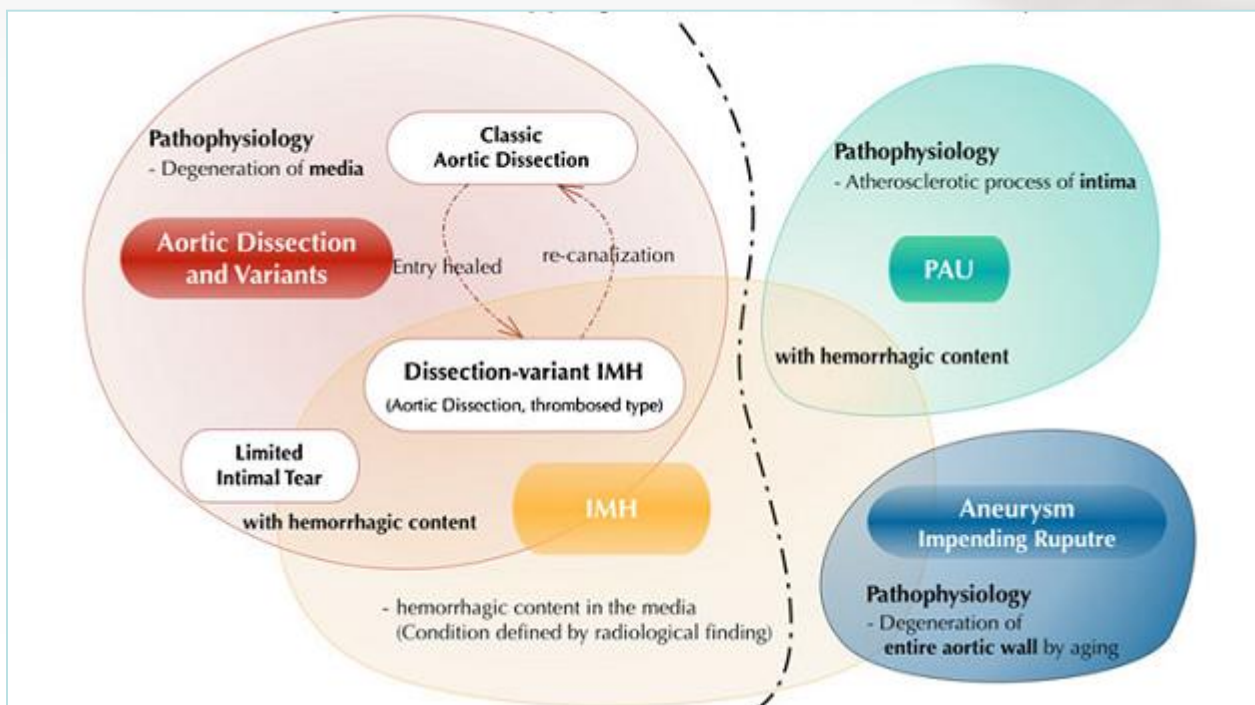 Pathophysiology
- Degeneration of media
Classic
Aortic Dissection
Aortic Dissection
and Variants
Entry healed
re-canalization
Dissection-variant IMH
(Aortic Dissection, thrombosed type)
Limited
Intimal Tear
with hemorrhagic content
IMH
- hemorrhagic content in the media
(Condition defined by radiological finding)
Pathophysiology
- Atherosclerotic process of intima
PAU
with hemorrhagic content
Aneurysm
Impending Ruputre
Pathophysiology
- Degeneration of
entire aortic wall by aging